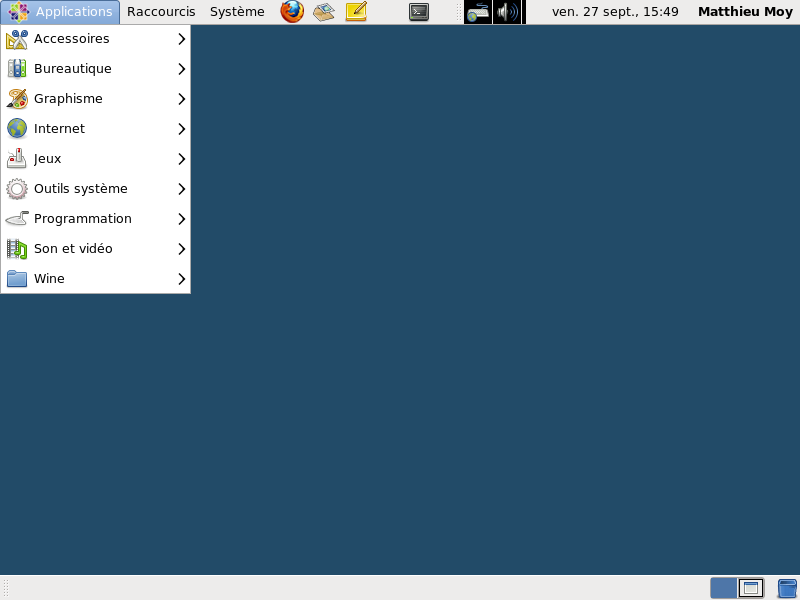 Applications Raccourcis Système ven. 27 sept., 15:49 Matthieu Moy
Accessoires
Bureautique
Graphisme
Internet
Jeux
Outils système
Programmation
Son et vidéo
Wine